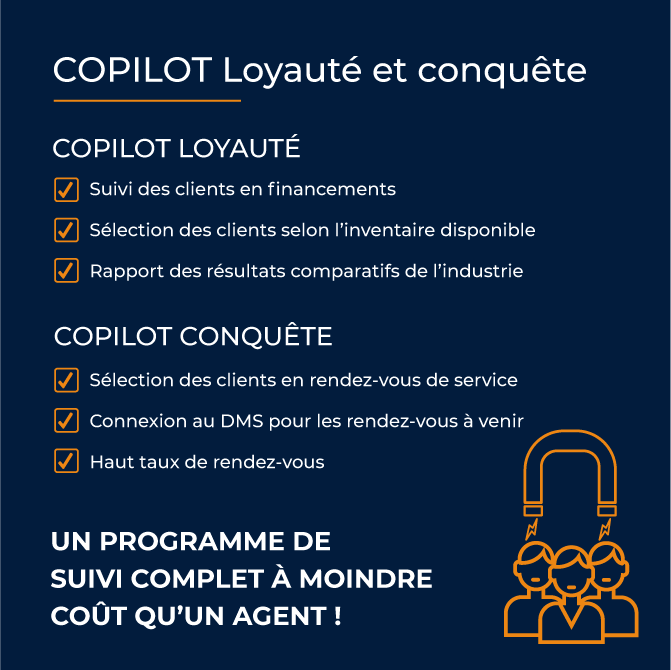 COPILOT Loyauté et conquête
COPILOT LOYAUTÉ
Suivi des clients en financements
Sélection des clients selon l'inventaire disponible
Rapport des résultats comparatifs de l'industrie
COPILOT CONQUÊTE
Sélection des clients en rendez-vous de service
Connexion au DMS pour les rendez-vous à venir
Haut taux de rendez-vous
UN PROGRAMME DE
SUIVI COMPLET À MOINDRE
COÛT QU'UN AGENT !